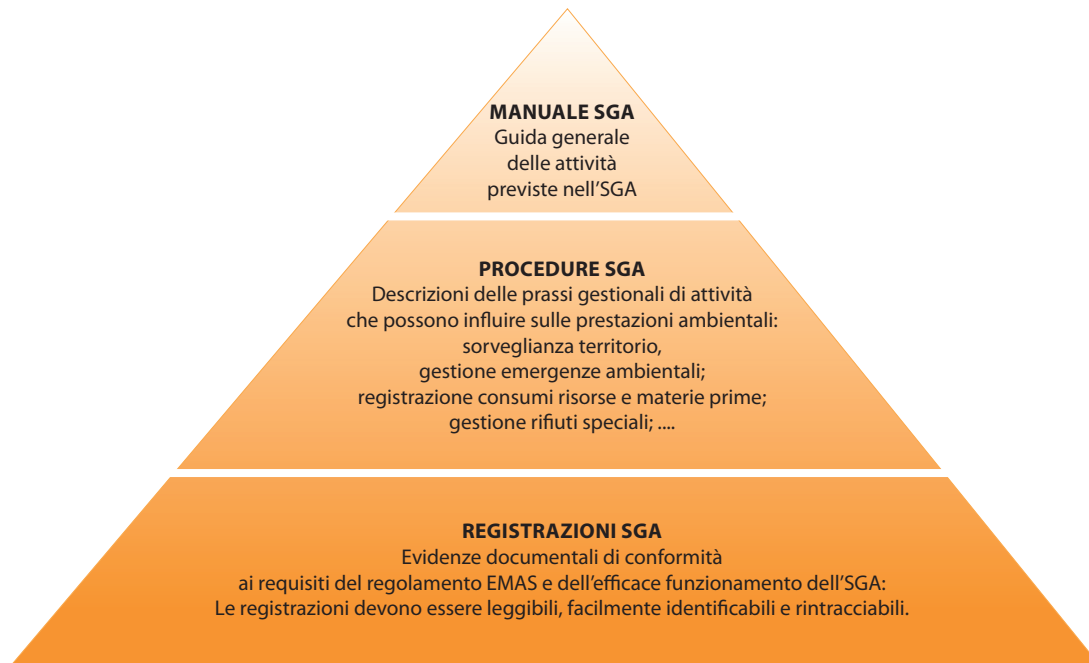 MANUALE SGA
Guida generale
delle attività
previste nell’SGA
PROCEDURE SGA
Descrizioni delle prassi gestionali di attività
che possono influire sulle prestazioni ambientali:
sorveglianza territorio,
gestione emergenze ambientali;
registrazione consumi risorse e materie prime;
gestione rifiuti speciali; ....
REGISTRAZIONI SGA
Evidenze documentali di conformità
ai requisiti del regolamento EMAS e dell’efficace funzionamento dell’SGA:
Le registrazioni devono essere leggibili, facilmente identificabili e rintracciabili.